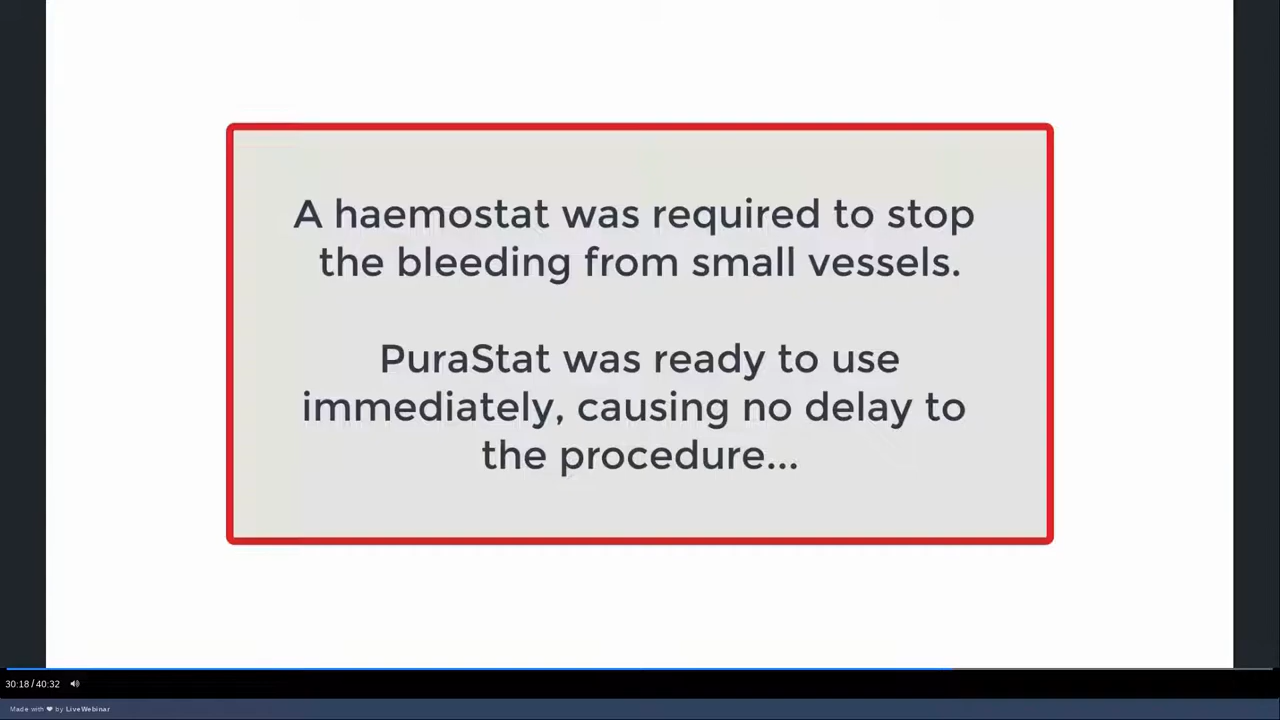 A haemostat was required to stop
the bleeding from small vessels.
PuraStat was ready to use
immediately, causing no delay to
the procedure...
30:18 / 40:32
Made with ❤ by LiveWebinar